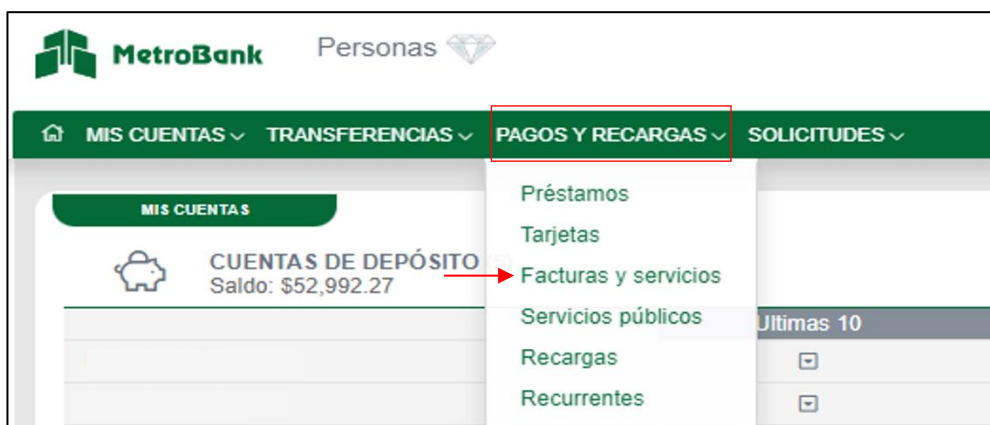 MetroBank Personas
MIS CUENTAS TRANSFERENCIAS PAGOS Y RECARGAS SOLICITUDES
MIS CUENTAS
CUENTAS DE DEPÓSITO
Saldo: $52,992.27
Préstamos
Tarjetas
Facturas y servicios
Servicios públicos
Recargas
Recurrentes
Ultimas 10